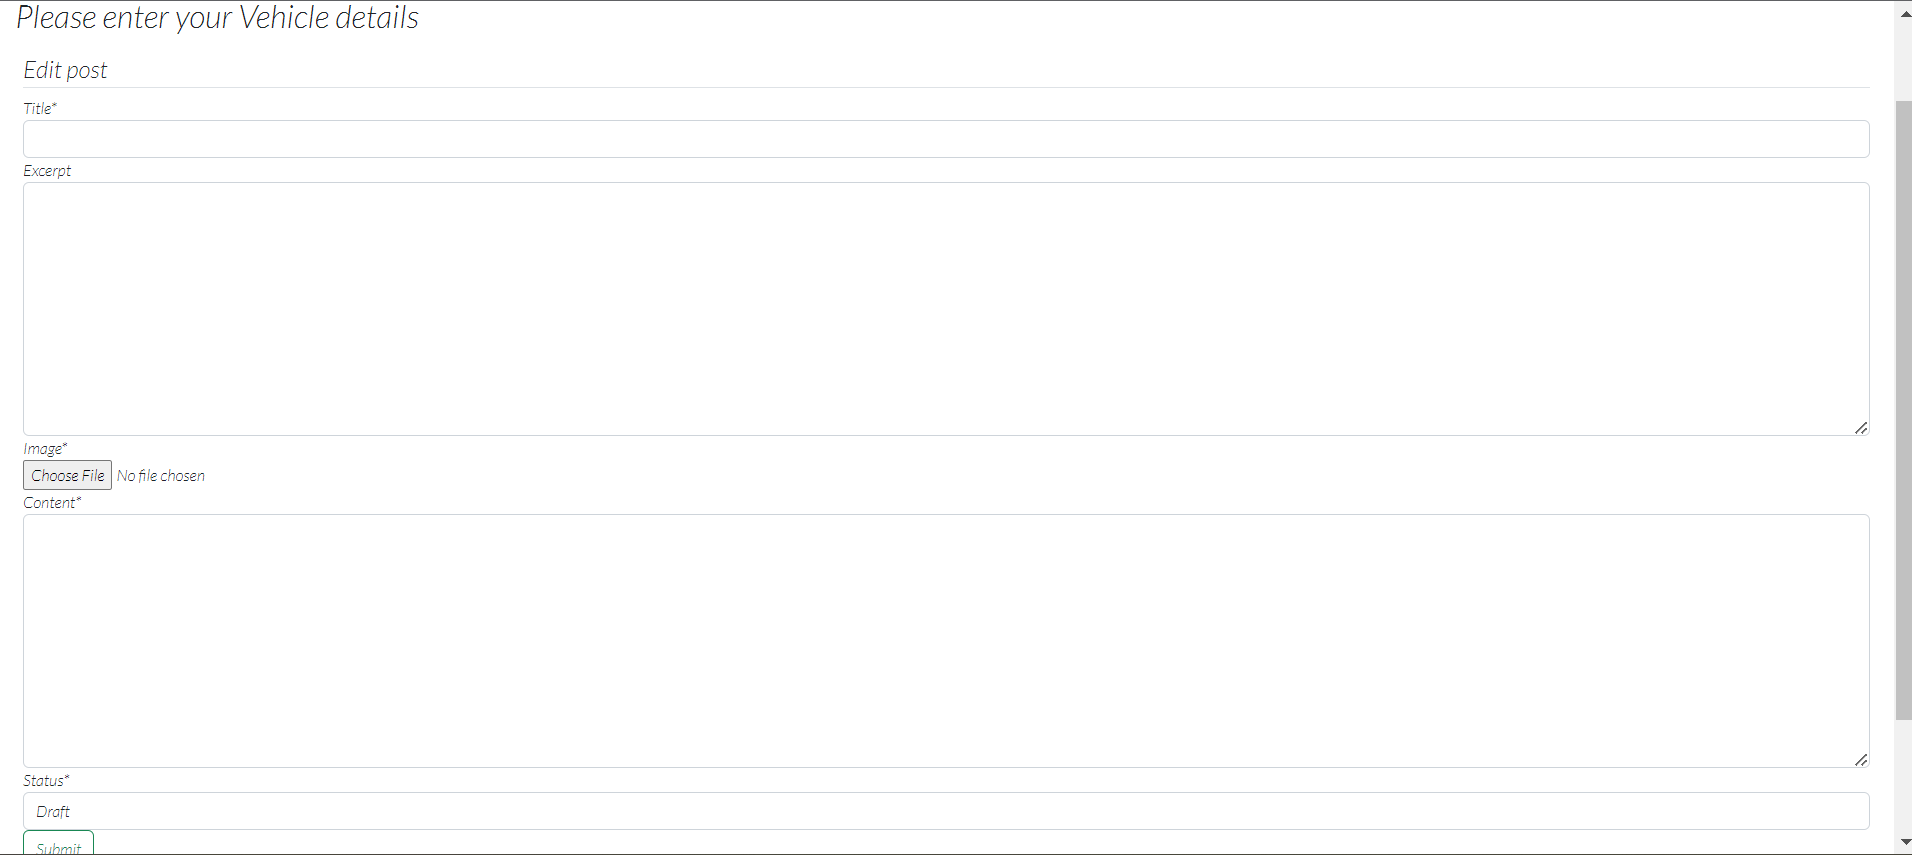 Please enter your Vehicle details
Edit post
Title*
Excerpt
Image*
Choose File No file chosen
Content*
Status*
Draft
Submit